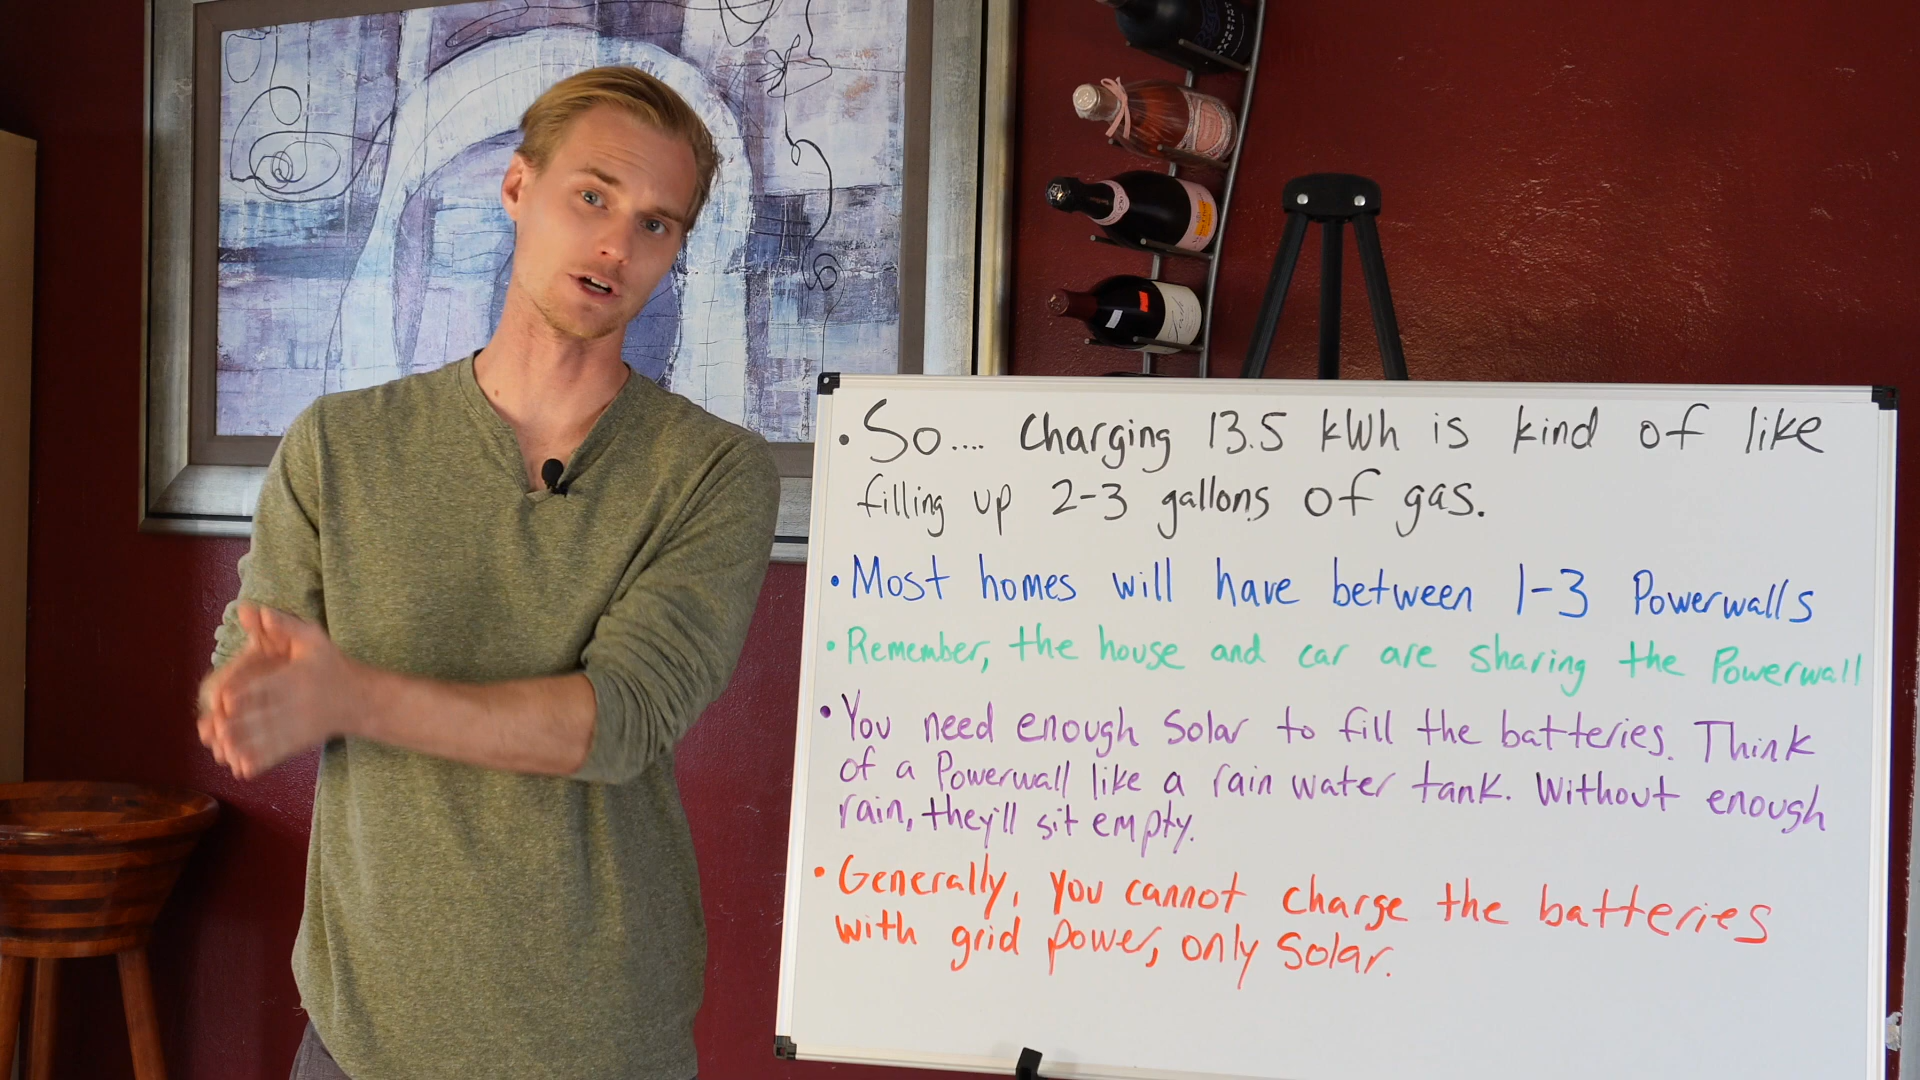 • So.... Charging 13.5 kWh is kind of like
filling up 2-3 gallons of gas.
• Most homes will have between 1-3 Powerwalls
• Remember, the house and car are sharing the Powerwall
• You need enough Solar to fill the batteries. Think
of a Powerwall like a rain water tank. Without enough
rain, they'll sit empty.
• Generally, you cannot charge the batteries
with grid power, only Solar.